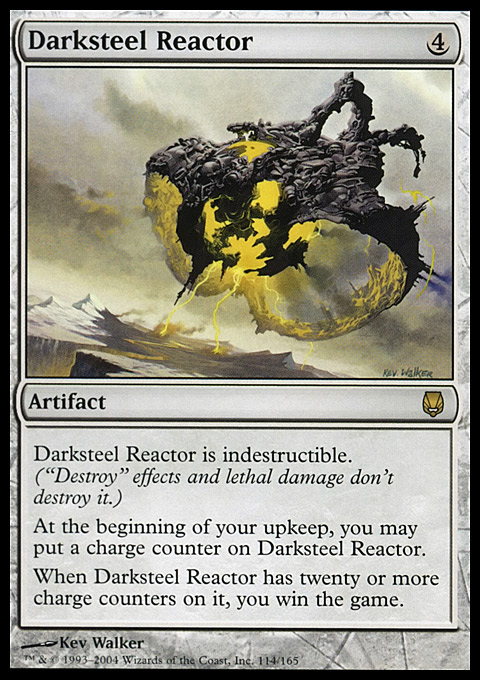 Darksteel Reactor 4
KEV WALKER
Artifact
Darksteel Reactor is indestructible.
(“Destroy” effects and lethal damage don’t
destroy it.)
At the beginning of your upkeep, you may
put a charge counter on Darksteel Reactor.
When Darksteel Reactor has twenty or more
charge counters on it, you win the game.
Kev Walker
™ & © 1993–2004 Wizards of the Coast, Inc. 114/165